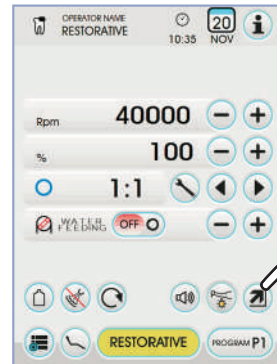 OPERATOR NAME
RESTORATIVE
10:35
20
NOV
Rpm 40000
% 100
1:1
WATER FEEDING OFF
RESTORATIVE
PROGRAM P1